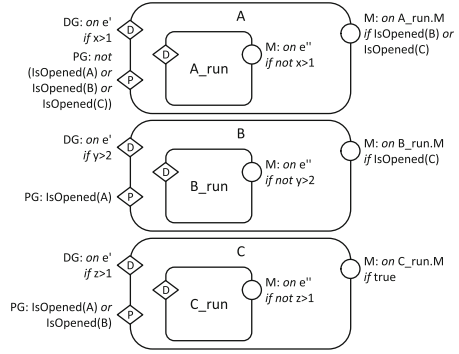 A
DG: on e'
if x>1
D
PG: not
(IsOpened(A) or
IsOpened(B) or
IsOpened(C))
P
D
A_run
M: on e''
if not x>1
M: on A_run.M
if IsOpened(B) or
IsOpened(C)
B
DG: on e'
if y>2
D
PG: IsOpened(A)
P
D
B_run
M: on e''
if not y>2
M: on B_run.M
if IsOpened(C)
C
DG: on e'
if z>1
D
PG: IsOpened(A) or
IsOpened(B)
P
D
C_run
M: on e''
if not z>1
M: on C_run.M
if true